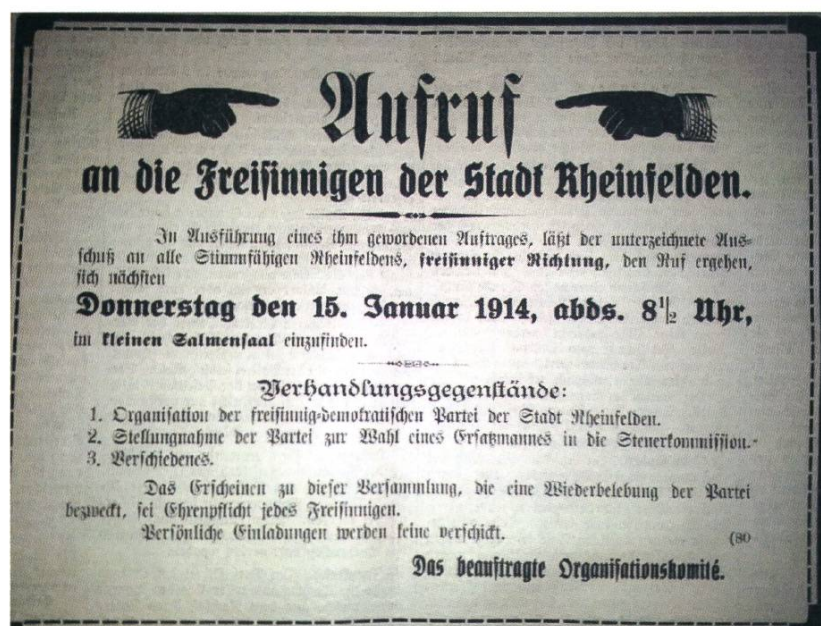 Aufruf
an die Freisinnigen der Stadt Rheinfelden.
In Ausführung eines ihm gewordenen Auftrages, läßt der unterzeichnete Aus-
schuß an alle Stimmfähigen Rheinfeldens, freisinniger Richtung, den Ruf ergehen,
sich nächsten
Donnerstag den 15. Januar 1914, abds. 8 1/2 Uhr,
im kleinen Salmensaal einzufinden.
Verhandlungsgegenstände:
1. Organisation der freisinnig-demokratischen Partei der Stadt Rheinfelden.
2. Stellungnahme der Partei zur Wahl eines Ersatzmannes in die Steuerkommission.
3. Verschiedenes.
Das Erscheinen zu dieser Versammlung, die eine Wiederbelebung der Partei
bezweckt, sei Ehrenpflicht jedes Freisinnigen.
Persönliche Einladungen werden keine verschickt. (80
Das beauftragte Organisationskomité.